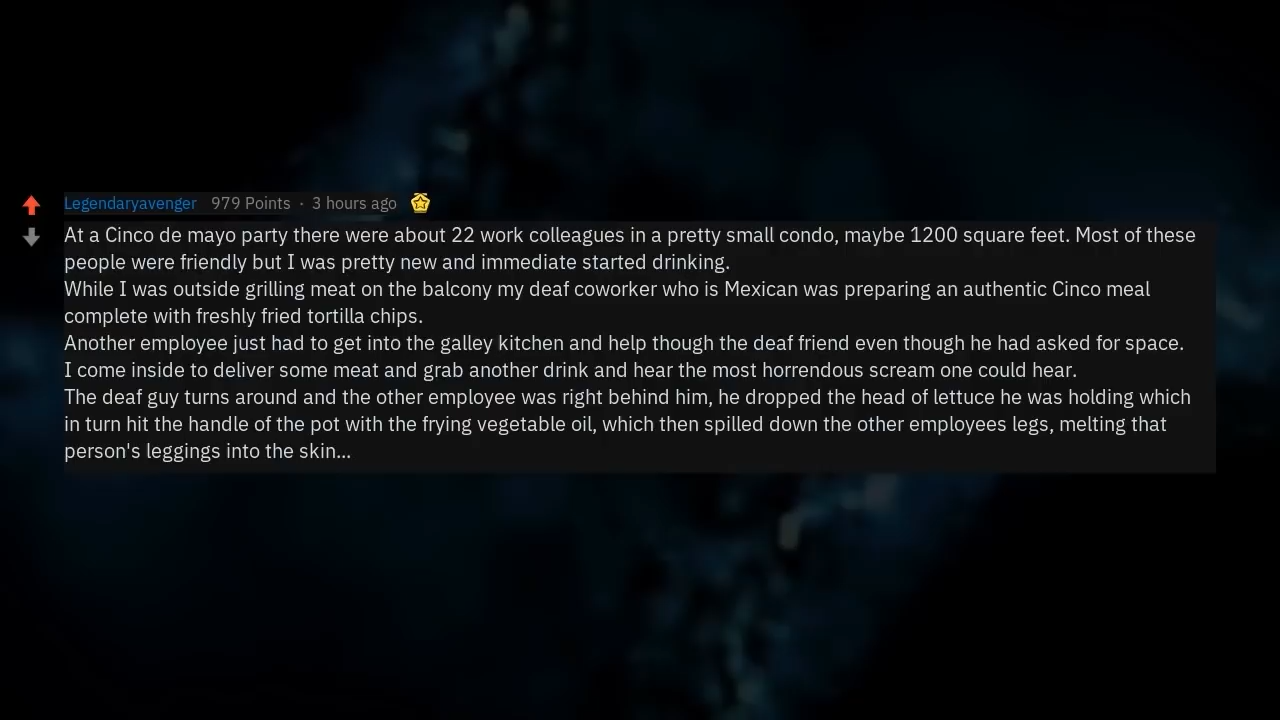 Legendaryavenger 979 Points · 3 hours ago
At a Cinco de mayo party there were about 22 work colleagues in a pretty small condo, maybe 1200 square feet. Most of these
people were friendly but I was pretty new and immediate started drinking.
While I was outside grilling meat on the balcony my deaf coworker who is Mexican was preparing an authentic Cinco meal
complete with freshly fried tortilla chips.
Another employee just had to get into the galley kitchen and help though the deaf friend even though he had asked for space.
I come inside to deliver some meat and grab another drink and hear the most horrendous scream one could hear.
The deaf guy turns around and the other employee was right behind him, he dropped the head of lettuce he was holding which
in turn hit the handle of the pot with the frying vegetable oil, which then spilled down the other employees legs, melting that
person's leggings into the skin...